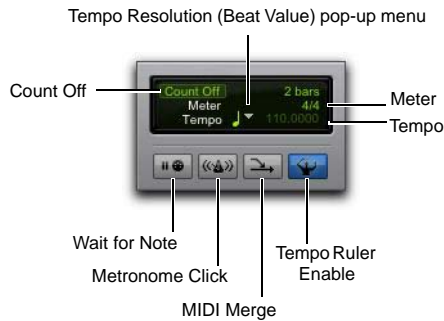 Tempo Resolution (Beat Value) pop-up menu
Count Off
Count Off 2 bars
Meter 4/4
Tempo 110.0000
Meter
Tempo
Wait for Note
Metronome Click
MIDI Merge
Tempo Ruler
Enable